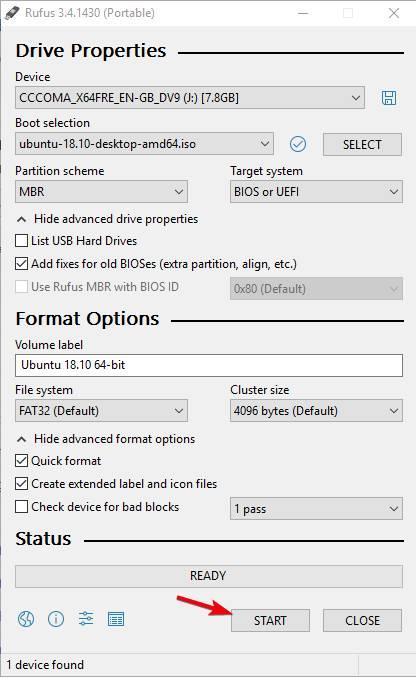 Rufus 3.4.1430 (Portable)
Drive Properties
Device
CCCOMA_X64FRE_EN-GB_DV9 (J:) [7.8GB]
Boot selection
ubuntu-18.10-desktop-amd64.iso
SELECT
Partition scheme
Target system
MBR
BIOS or UEFI
Hide advanced drive properties
List USB Hard Drives
Add fixes for old BIOSes (extra partition, align, etc.)
Use Rufus MBR with BIOS ID
0x80 (Default)
Format Options
Volume label
Ubuntu 18.10 64-bit
File system
Cluster size
FAT32 (Default)
4096 bytes (Default)
Hide advanced format options
Quick format
Create extended label and icon files
Check device for bad blocks
1 pass
Status
READY
START
CLOSE
1 device found